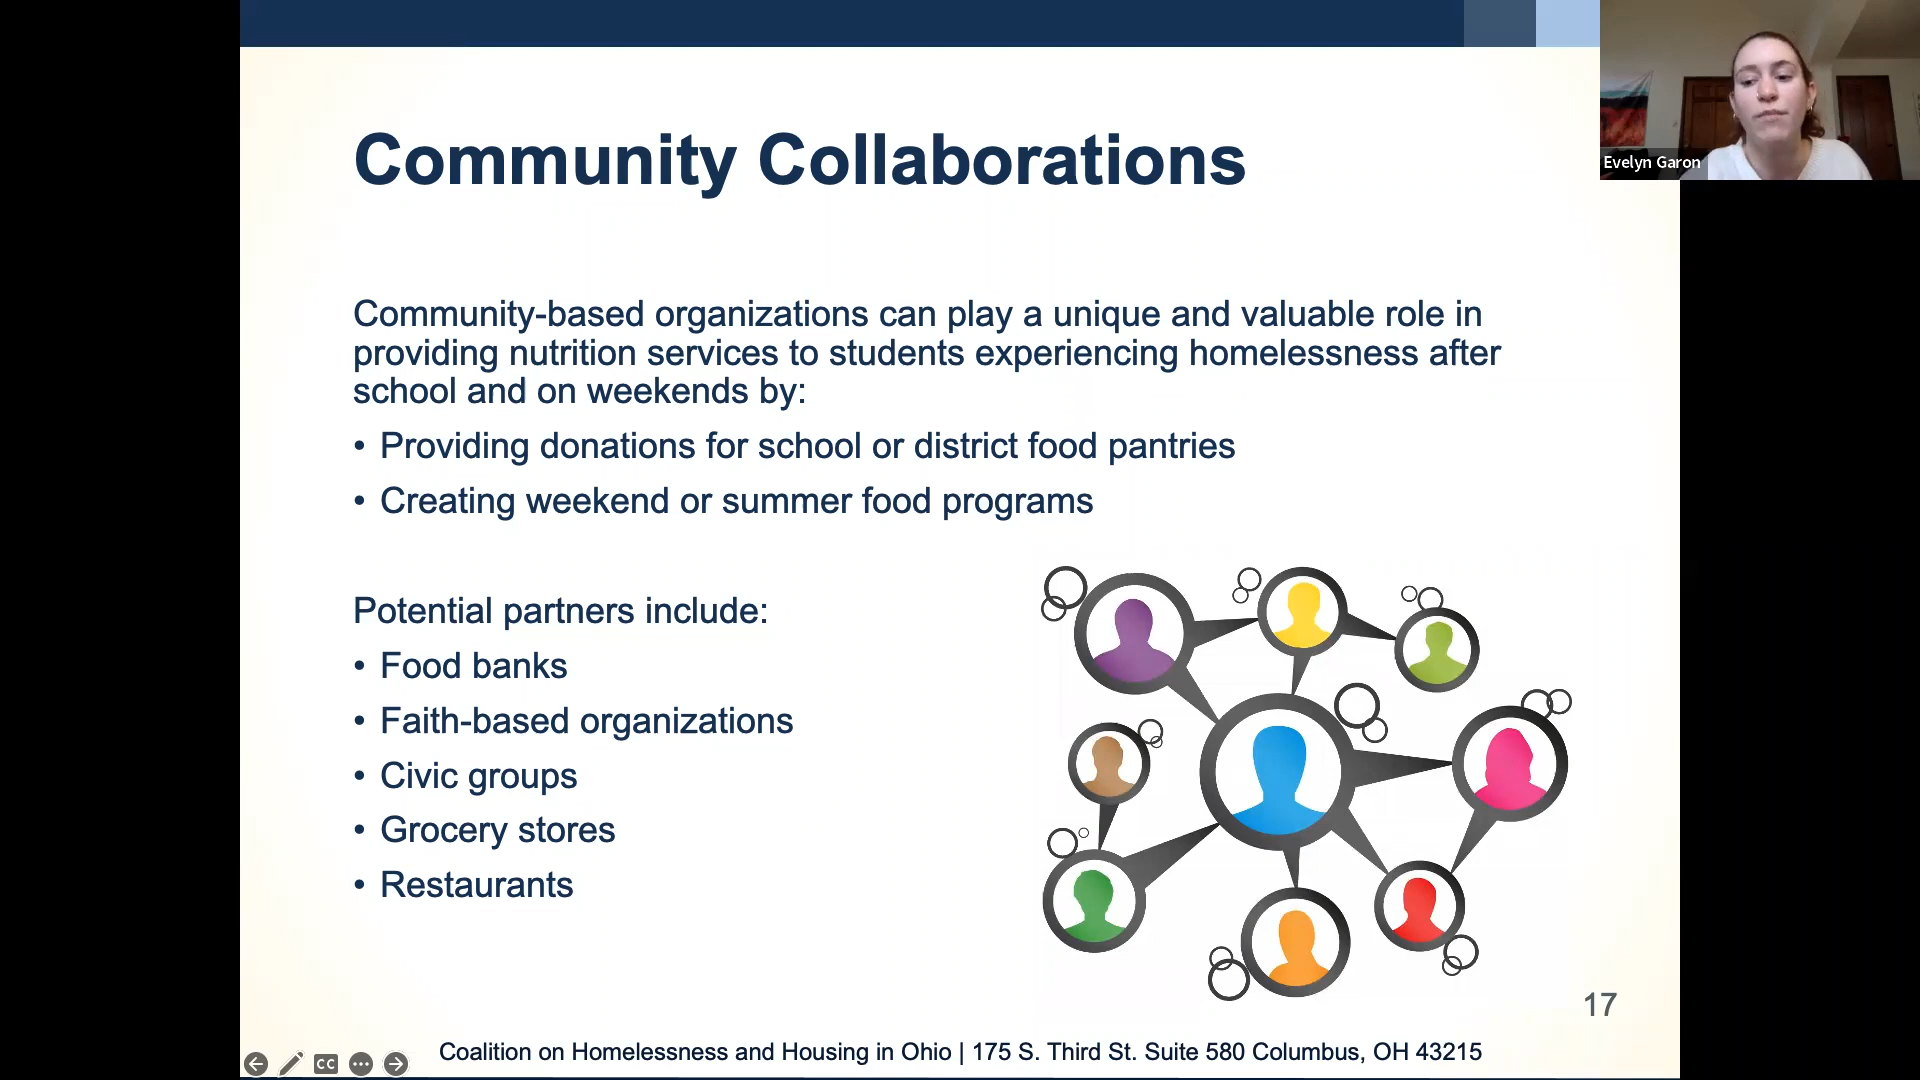 Community Collaborations
Evelyn Garon
Community-based organizations can play a unique and valuable role in
providing nutrition services to students experiencing homelessness after
school and on weekends by:
• Providing donations for school or district food pantries
• Creating weekend or summer food programs
Potential partners include:
• Food banks
• Faith-based organizations
• Civic groups
• Grocery stores
• Restaurants
17
CC
Coalition on Homelessness and Housing in Ohio | 175 S. Third St. Suite 580 Columbus, OH 43215